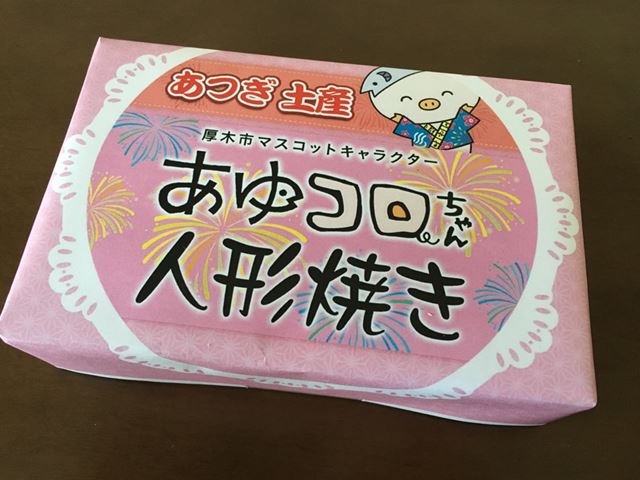 あつぎ土産
厚木市マスコットキャラクター
あゆコロちゃん
人形焼き